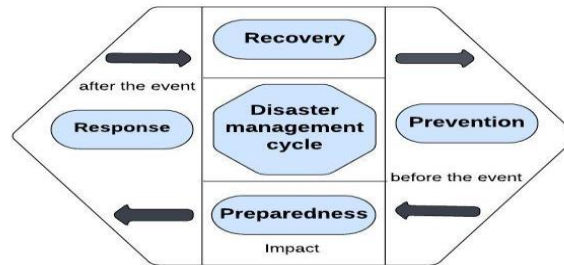 Recovery
after the event
Response
Disaster
management
cycle
Prevention
before the event
Preparedness
Impact